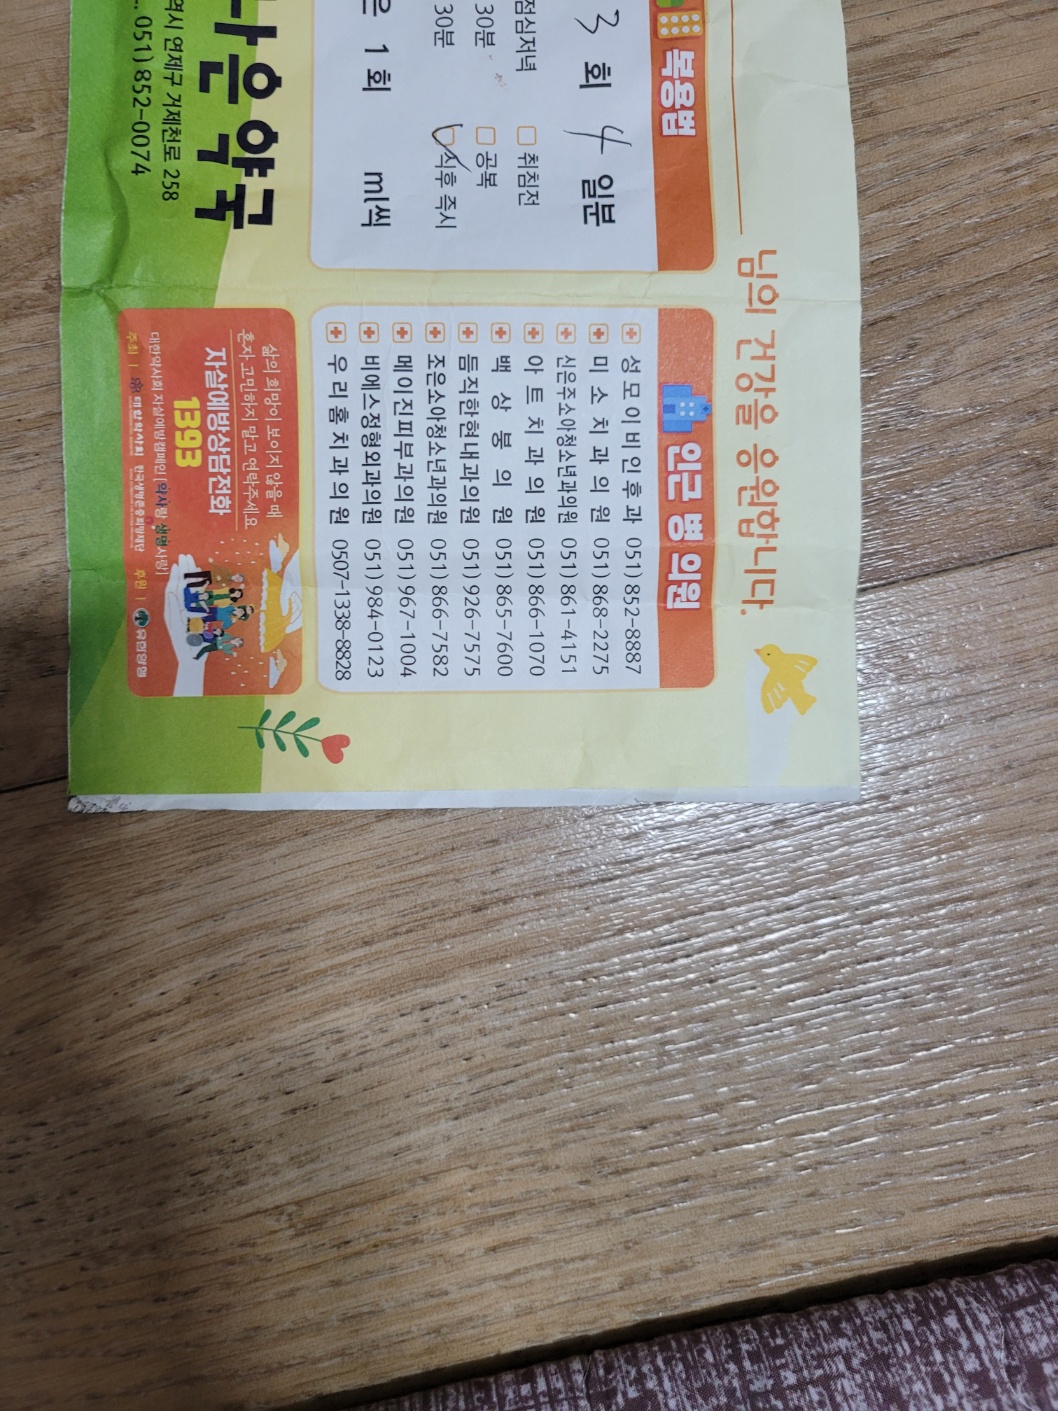 님의 건강을 응원합니다.
복용법
3 회 4 일분
점심저녁 □ 취침전
30분 □ 공복
30분 ☑ 식후 즉시
은 1 회 ml씩
인근 병 의원
성모이비인후과 051)852-8887
미소치과의원 051)868-2275
신은주소아청소년과의원 051)861-4151
아트치과의원 051)866-1070
백상봉의원 051)865-7600
듬직한현내과의원 051)926-7575
조은소아청소년과의원 051)866-7582
메이진피부과의원 051)967-1004
비에스정형외과의원 051)984-0123
우리홈치과의원 0507-1338-8828
은약국
역시 연제구 거제천로 258
051)852-0074
삶의 희망이 보이지 않을 때
혼자 고민하지 말고 연락주세요
자살예방상담전화
1393
대한약사회 자살예방캠페인 [약사랑 생명사랑]
주최 | 대한약사회 한국생명존중희망재단 후원 | 유한양행